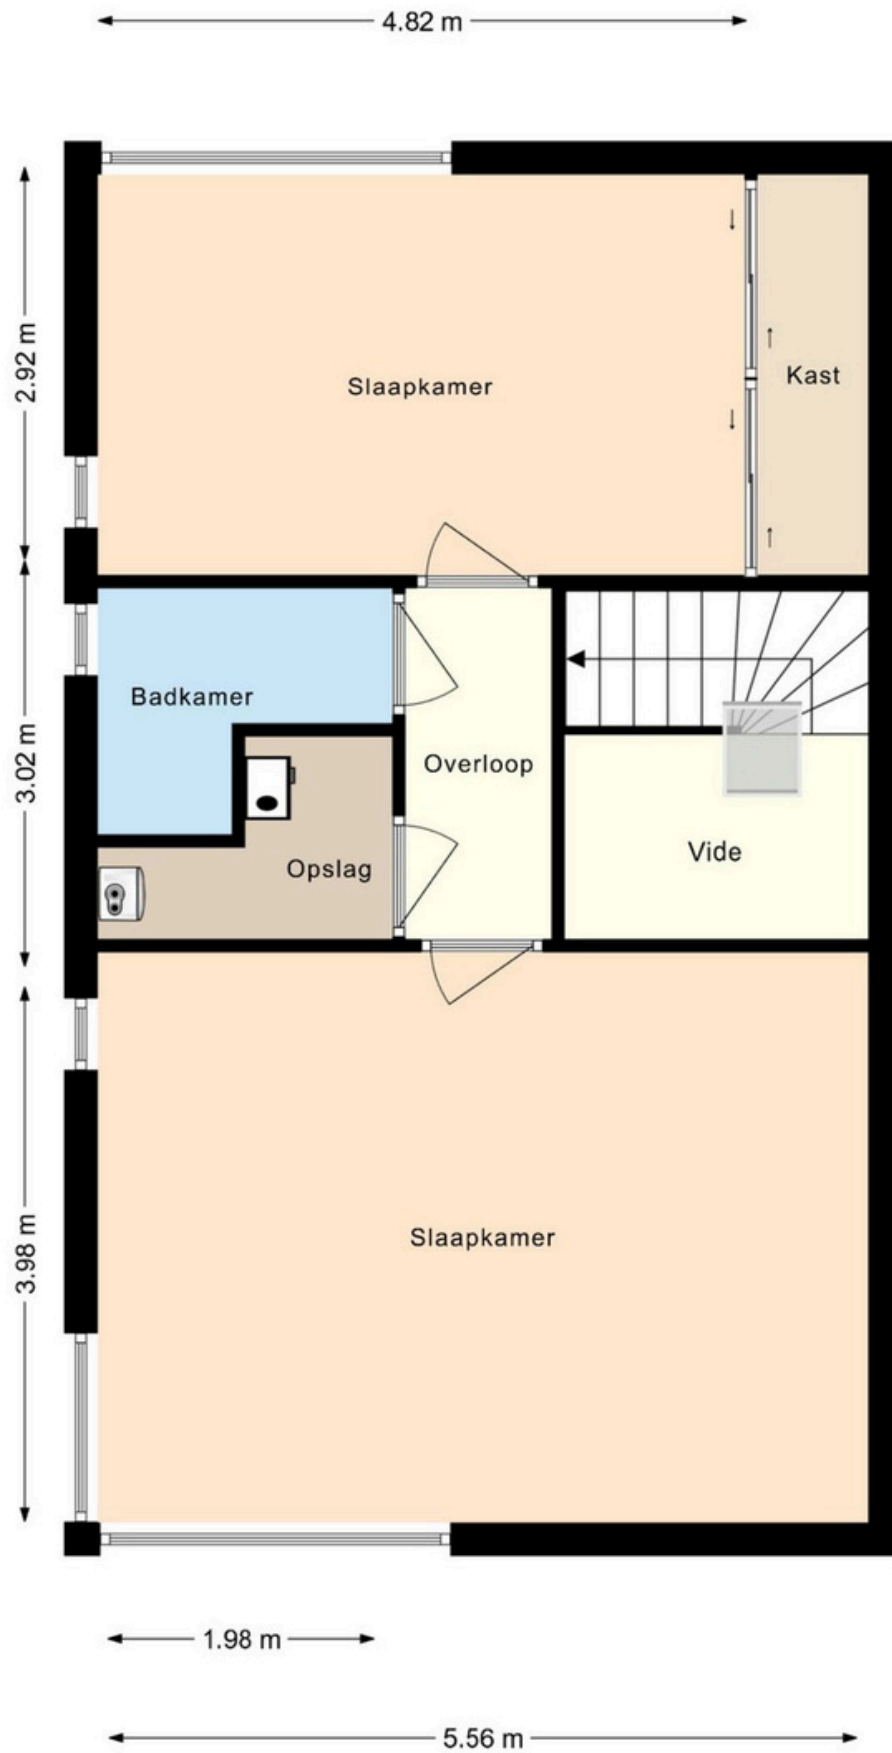 4.82 m
2.92 m
Slaapkamer
Kast
Badkamer
3.02 m
Overloop
Opslag
Vide
3.98 m
Slaapkamer
1.98 m
5.56 m